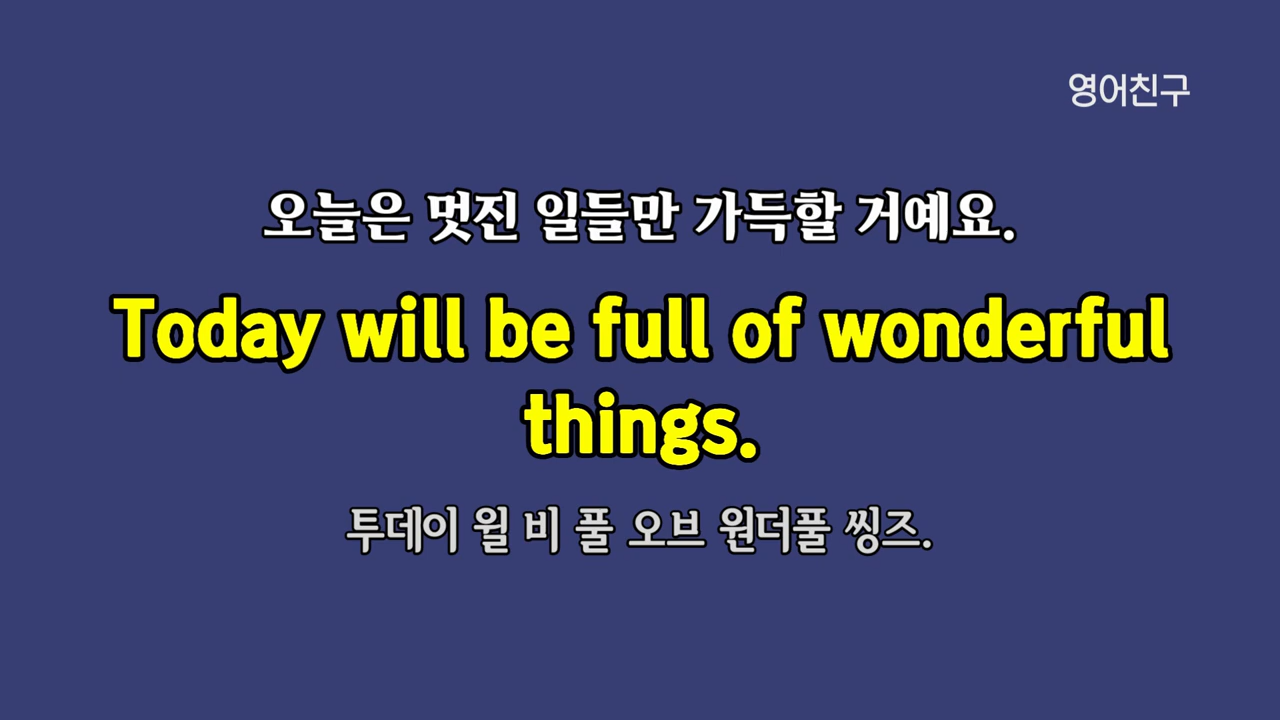 영어친구
오늘은 멋진 일들만 가득할 거예요.
Today will be full of wonderful
things.
투데이 윌 비 풀 오브 원더풀 씽즈.